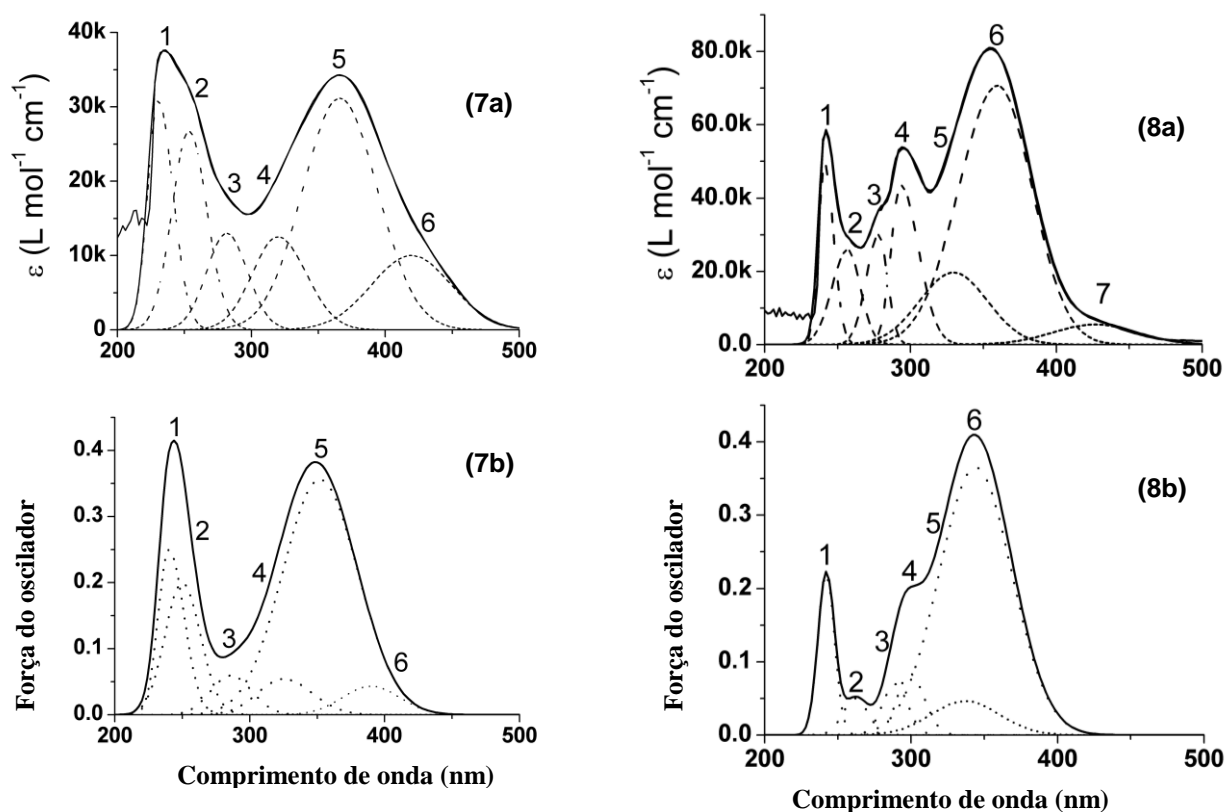 40k
30k
20k
10k
0
ε (L mol⁻¹ cm⁻¹)
1
2
3
4
5
6
(7a)
200
300
400
500
80.0k
60.0k
40.0k
20.0k
0.0
ε (L mol⁻¹ cm⁻¹)
1
2
3
4
5
6
7
(8a)
200
300
400
500
0.4
0.3
0.2
0.1
0.0
Força do oscilador
1
2
3
4
5
6
(7b)
200
300
400
500
Comprimento de onda (nm)
0.4
0.3
0.2
0.1
0.0
Força do oscilador
1
2
3
4
5
6
(8b)
200
300
400
500
Comprimento de onda (nm)